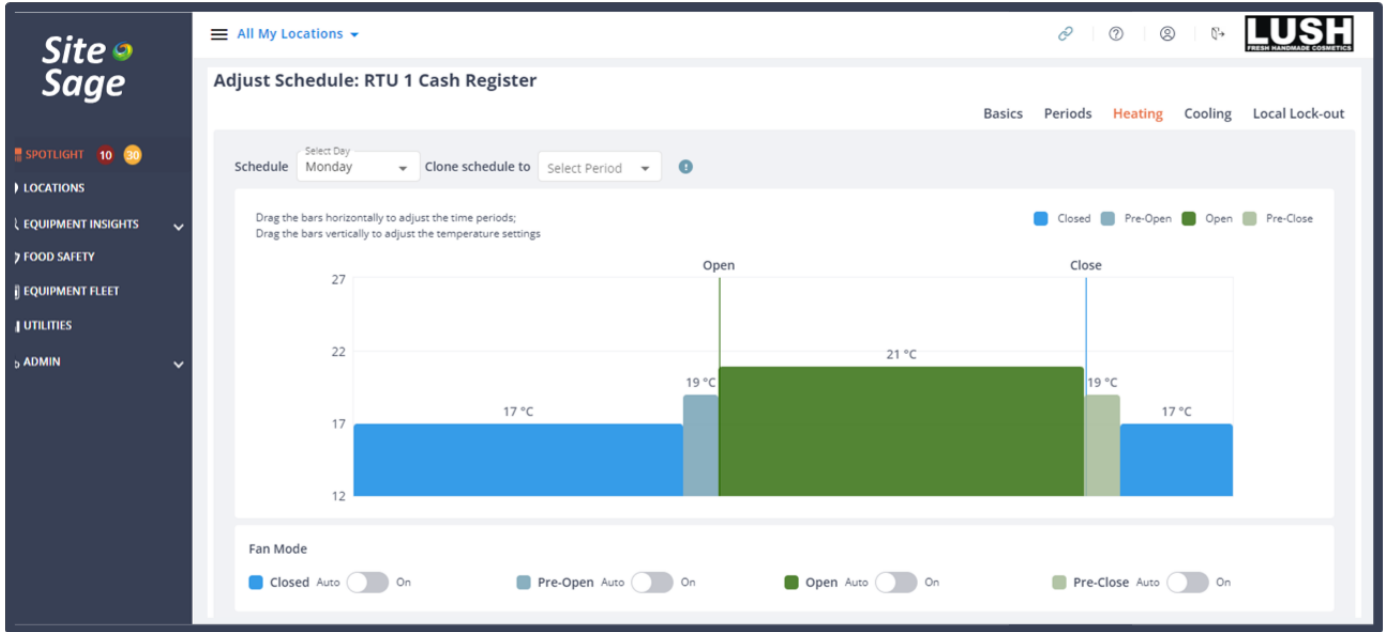 Site
Sage
All My Locations
LUSH
FRESH HANDMADE COSMETICS
Adjust Schedule: RTU 1 Cash Register
Basics Periods Heating Cooling Local Lock-out
SPOTLIGHT 10 30
LOCATIONS
EQUIPMENT INSIGHTS
FOOD SAFETY
EQUIPMENT FLEET
UTILITIES
ADMIN
Select Day
Schedule Monday Clone schedule to Select Period
Drag the bars horizontally to adjust the time periods;
Drag the bars vertically to adjust the temperature settings
Closed Pre-Open Open Pre-Close
Open Close
27
22
21 °C
19 °C 19 °C
17 °C 17 °C
17
12
Fan Mode
Closed Auto On Pre-Open Auto On Open Auto On Pre-Close Auto On